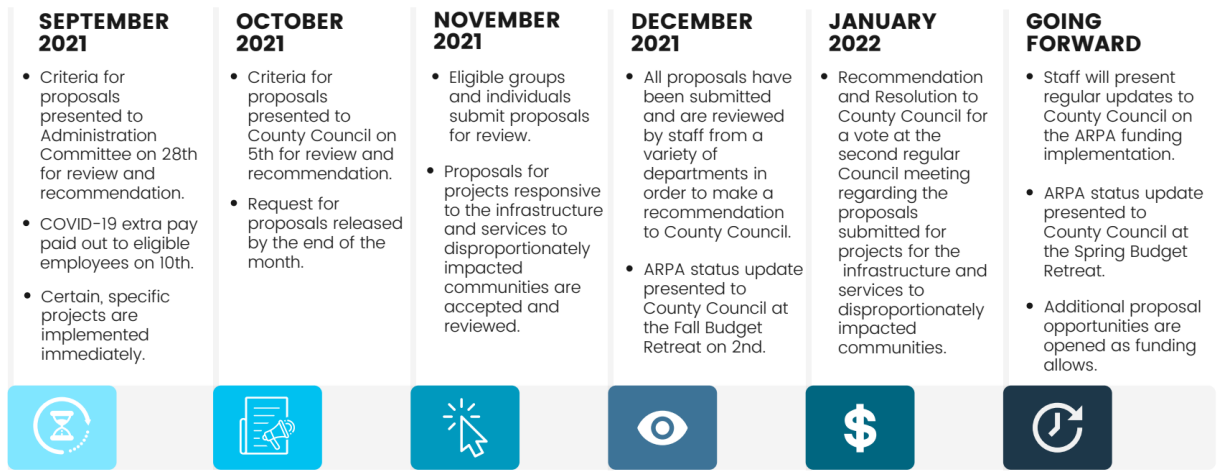 SEPTEMBER
2021
• Criteria for
proposals
presented to
Administration
Committee on 28th
for review and
recommendation.
• COVID-19 extra pay
paid out to eligible
employees on 10th.
• Certain, specific
projects are
implemented
immediately.
OCTOBER
2021
• Criteria for
proposals
presented to
County Council on
5th for review and
recommendation.
• Request for
proposals released
by the end of the
month.
NOVEMBER
2021
• Eligible groups
and individuals
submit proposals
for review.
• Proposals for
projects responsive
to the infrastructure
and services to
disproportionately
impacted
communities are
accepted and
reviewed.
DECEMBER
2021
• All proposals have
been submitted
and are reviewed
by staff from a
variety of
departments in
order to make a
recommendation
to County Council.
• ARPA status update
presented to
County Council at
the Fall Budget
Retreat on 2nd.
JANUARY
2022
• Recommendation
and Resolution to
County Council for
a vote at the
second regular
Council meeting
regarding the
proposals
submitted for
projects for the
infrastructure and
services to
disproportionately
impacted
communities.
GOING
FORWARD
• Staff will present
regular updates to
County Council on
the ARPA funding
implementation.
• ARPA status update
presented to
County Council at
the Spring Budget
Retreat.
• Additional proposal
opportunities are
opened as funding
allows.
$